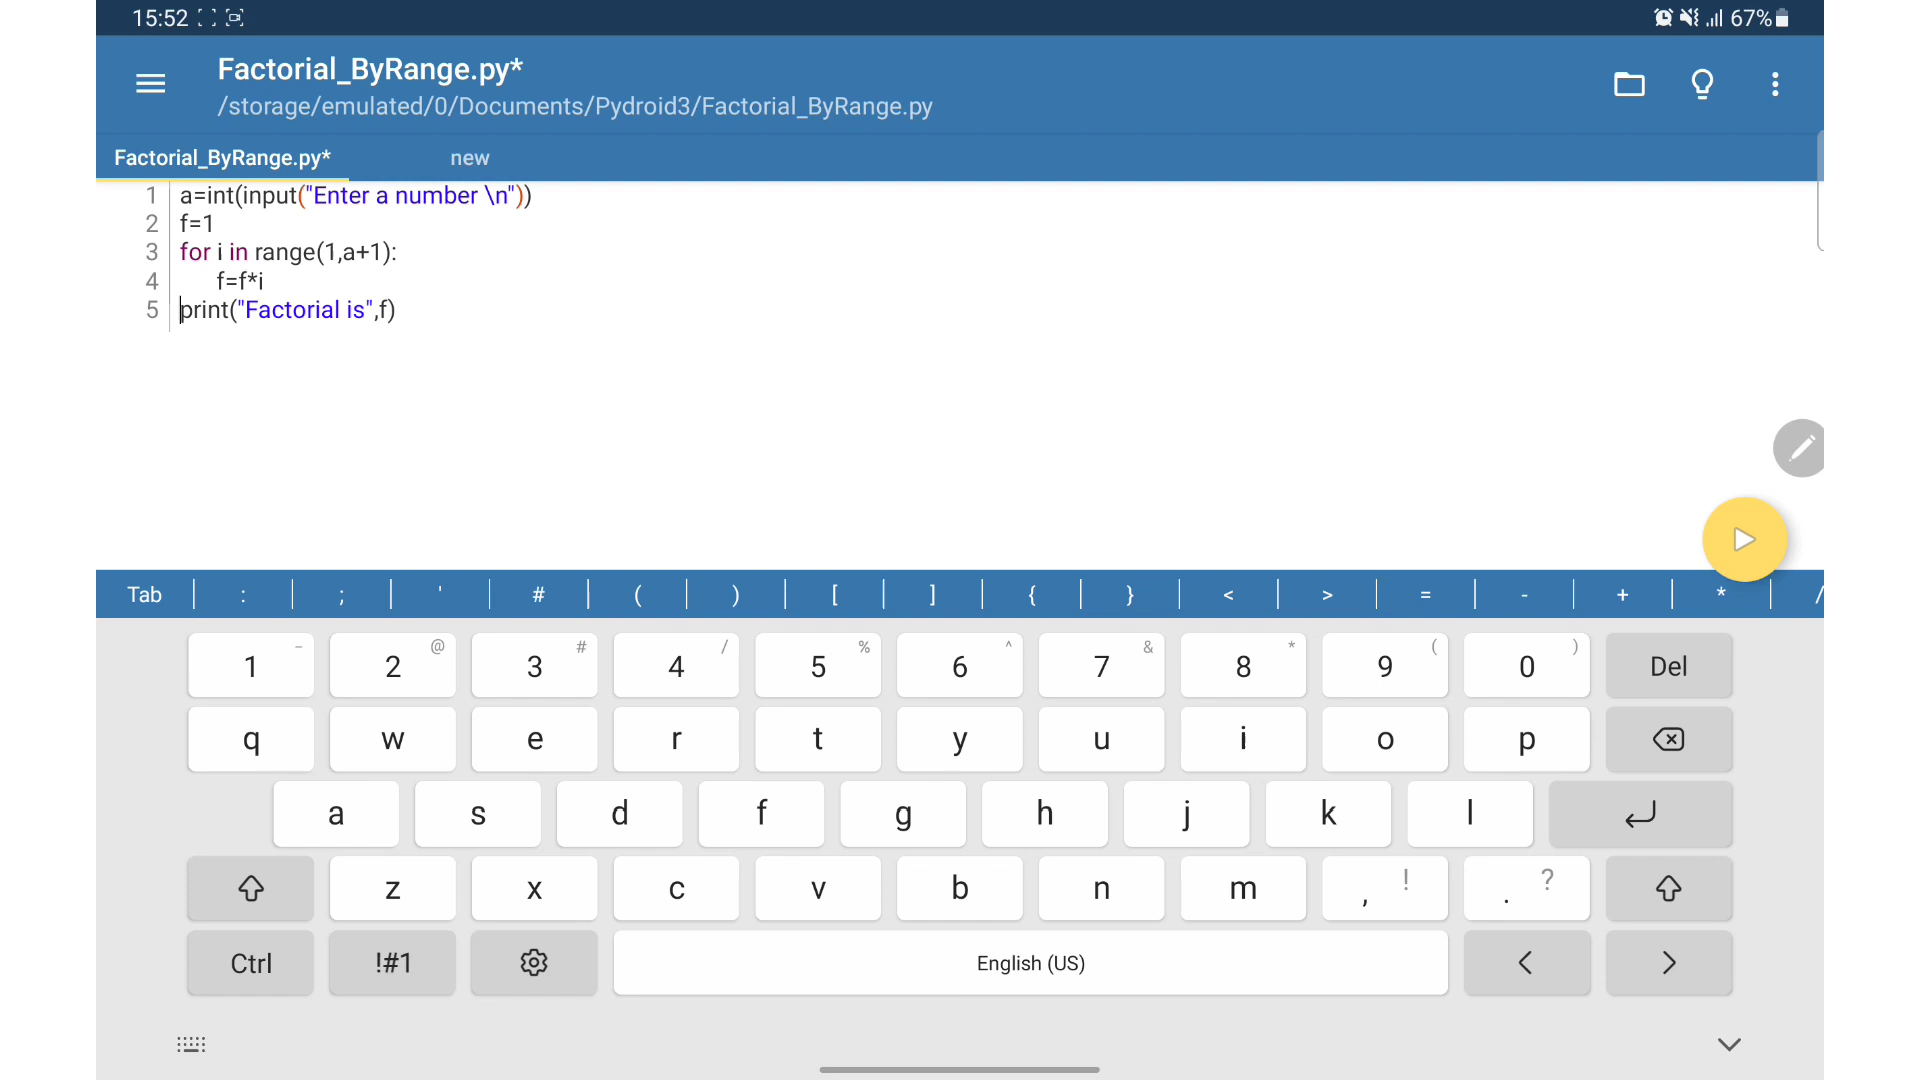 15:52 67%
Factorial_ByRange.py*
/storage/emulated/0/Documents/Pydroid3/Factorial_ByRange.py
Factorial_ByRange.py* new
1 a=int(input("Enter a number \n"))
2 f=1
3 for i in range(1,a+1):
4 f=f*i
5 print("Factorial is",f)
Tab : ; ' # ( ) [ ] { } < > = - + * /
1 - 2 @ 3 # 4 / 5 % 6 ^ 7 & 8 * 9 ( 0 ) Del
q w e r t y u i o p
a s d f g h j k l
z x c v b n m , ! . ?
Ctrl !#1 English (US) < >